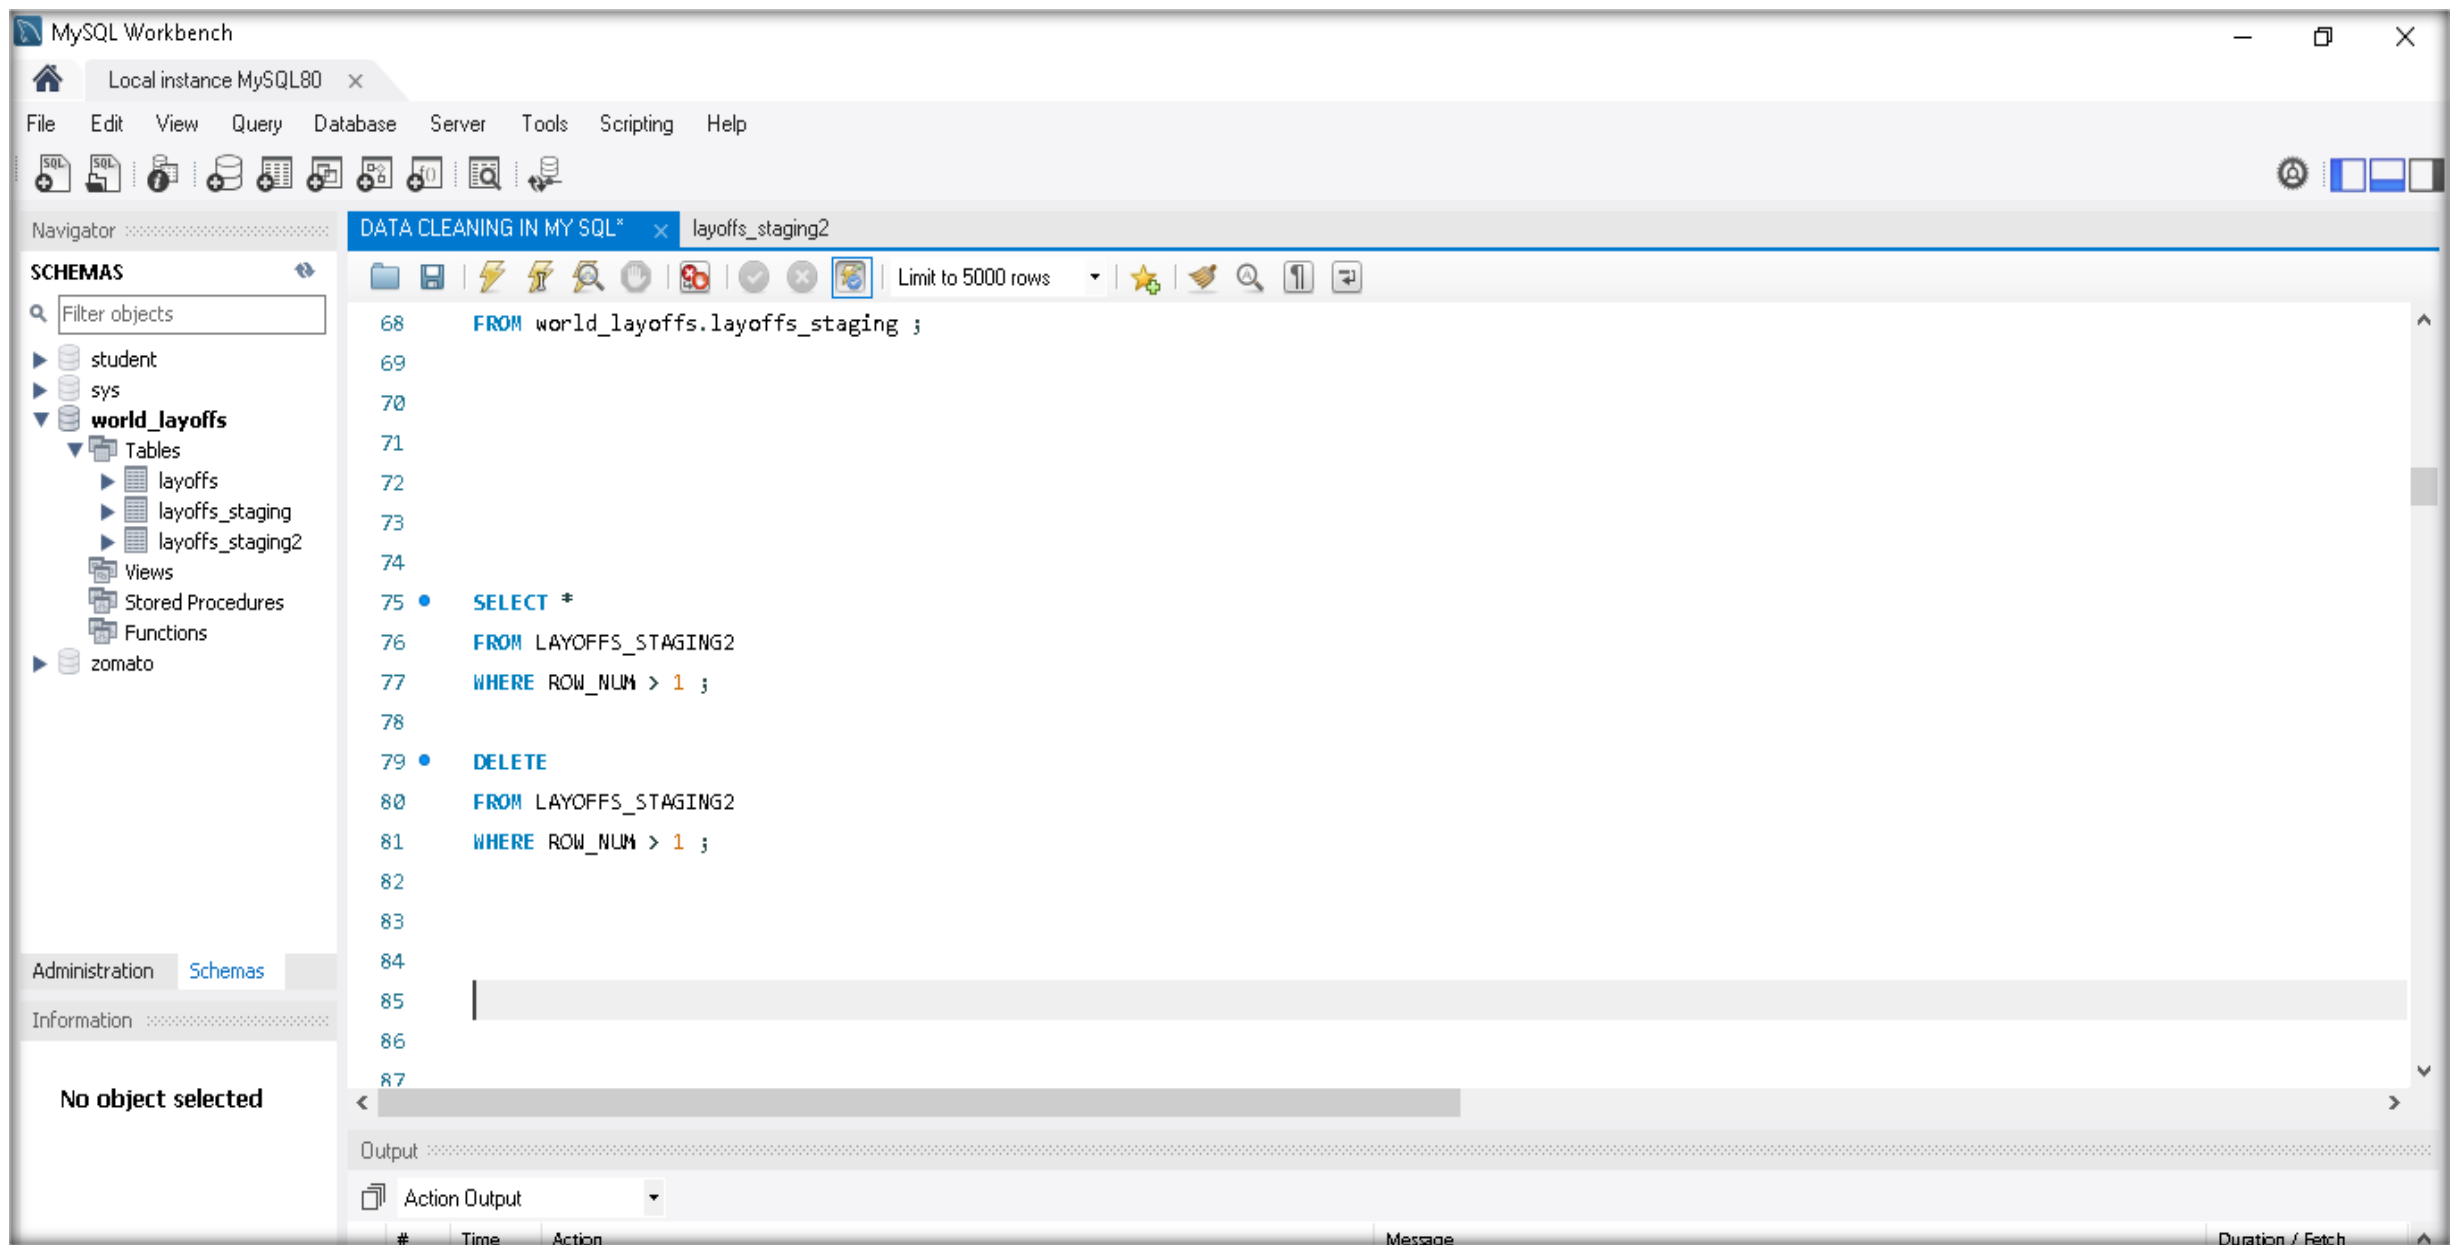 MySQL Workbench
Local instance MySQL80
File Edit View Query Database Server Tools Scripting Help
Navigator
SCHEMAS
Filter objects
student
sys
world_layoffs
Tables
layoffs
layoffs_staging
layoffs_staging2
Views
Stored Procedures
Functions
zomato
Administration Schemas
Information
No object selected
DATA CLEANING IN MY SQL* layoffs_staging2
Limit to 5000 rows
68 FROM world_layoffs.layoffs_staging ;
69
70
71
72
73
74
75 SELECT *
76 FROM LAYOFFS_STAGING2
77 WHERE ROW_NUM > 1 ;
78
79 DELETE
80 FROM LAYOFFS_STAGING2
81 WHERE ROW_NUM > 1 ;
82
83
84
85
86
87
Output
Action Output
# Time Action Message Duration / Fetch